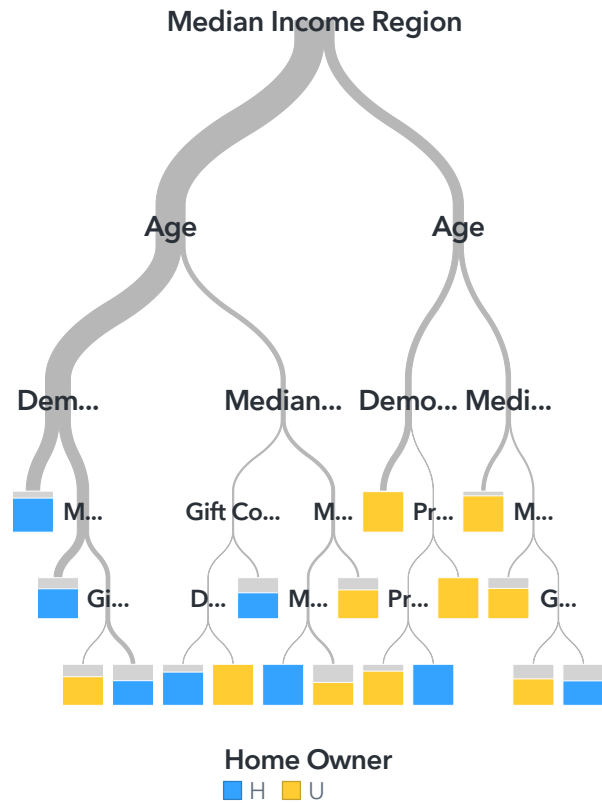 Median Income Region
Age Age
Dem... Median... Demo... Medi...
M... Gift Co... M... Pr... M...
Gi... D... M... Pr... G...
Home Owner
H U